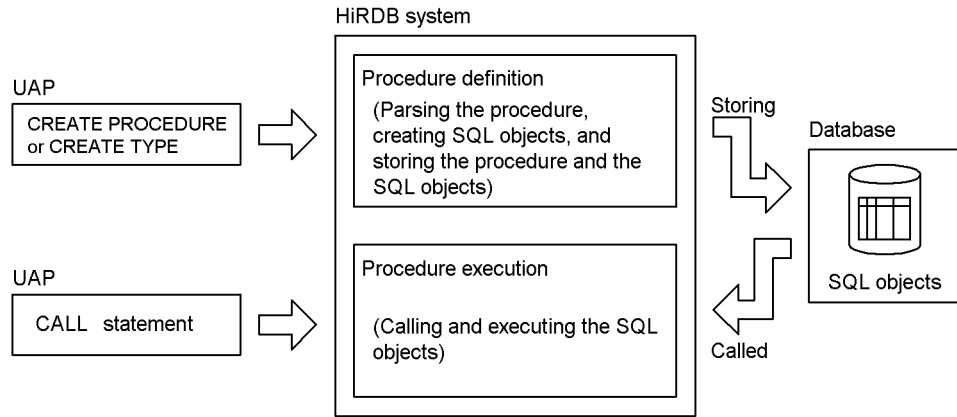 HiRDB system
UAP
CREATE PROCEDURE
or CREATE TYPE
Procedure definition
(Parsing the procedure,
creating SQL objects, and
storing the procedure and the
SQL objects)
Storing
Database
SQL objects
UAP
CALL statement
Procedure execution
(Calling and executing the SQL
objects)
Called